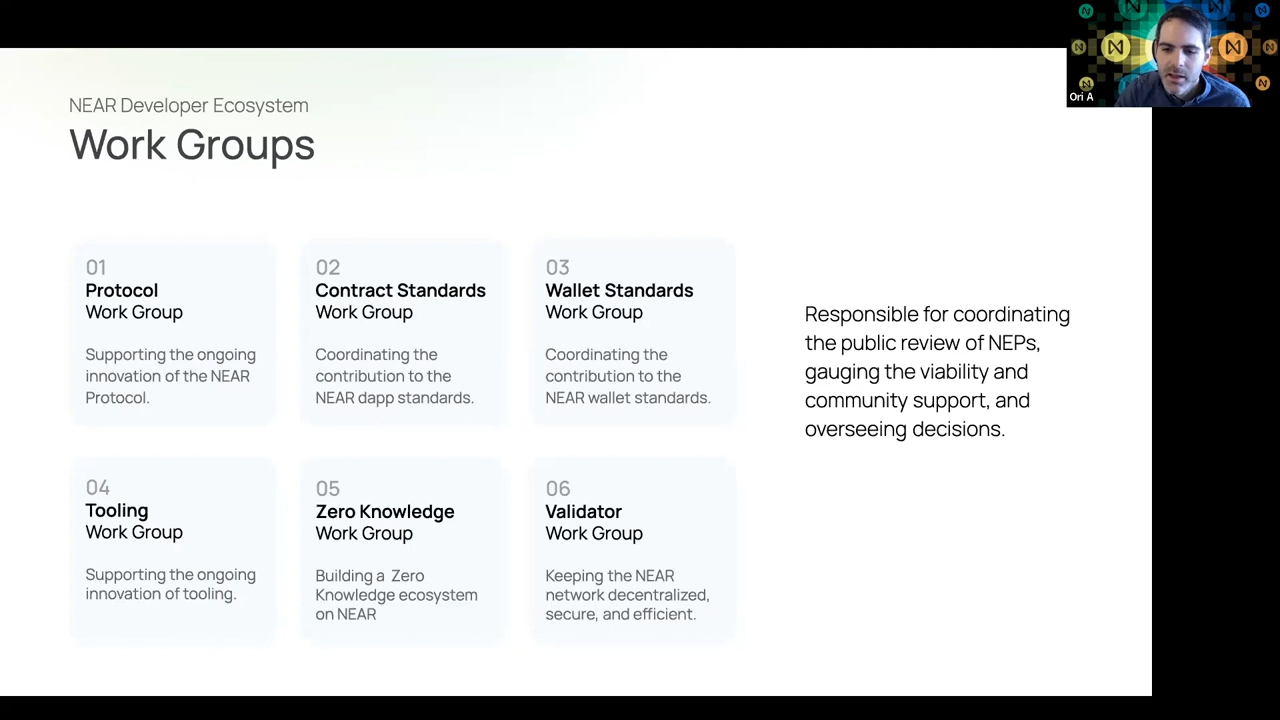 NEAR Developer Ecosystem
Work Groups
01
Protocol
Work Group
Supporting the ongoing
innovation of the NEAR
Protocol.
02
Contract Standards
Work Group
Coordinating the
contribution to the
NEAR dapp standards.
03
Wallet Standards
Work Group
Coordinating the
contribution to the
NEAR wallet standards.
04
Tooling
Work Group
Supporting the ongoing
innovation of tooling.
05
Zero Knowledge
Work Group
Building a Zero
Knowledge ecosystem
on NEAR
06
Validator
Work Group
Keeping the NEAR
network decentralized,
secure, and efficient.
Responsible for coordinating
the public review of NEPs,
gauging the viability and
community support, and
overseeing decisions.
Ori A